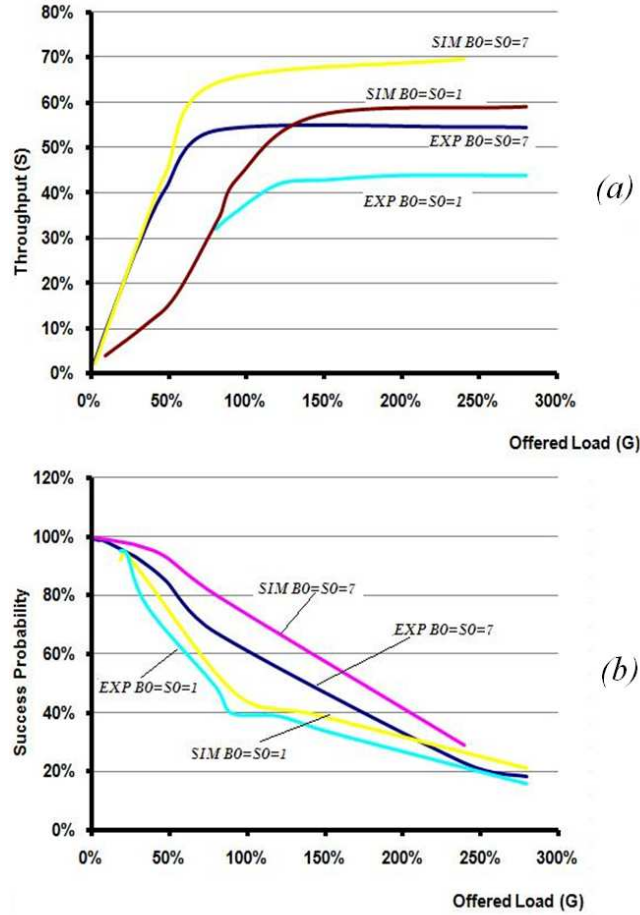 80%
70%
60%
50%
40%
30%
20%
10%
0%
Throughput (S)
SIM B0=S0=7
SIM B0=S0=1
EXP B0=S0=7
EXP B0=S0=1
(a)
0% 50% 100% 150% 200% 250% 300%
Offered Load (G)
120%
100%
80%
60%
40%
20%
0%
Success Probability
SIM B0=S0=7
EXP B0=S0=7
EXP B0=S0=1
SIM B0=S0=1
(b)
0% 50% 100% 150% 200% 250% 300%
Offered Load (G)